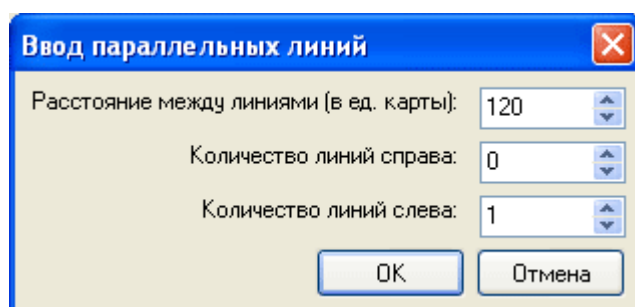 Ввод параллельных линий
Расстояние между линиями (в ед. карты): 120
Количество линий справа: 0
Количество линий слева: 1
OK Отмена